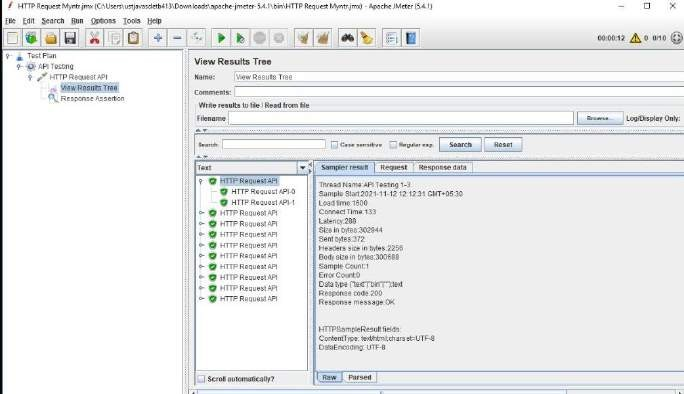 HTTP Request Myntr.jmx (C:\Users\ustjavascletb413\Downloads\apache-jmeter-5.4.1\bin\HTTP Request Myntr.jmx) - Apache JMeter (5.4.1)
File Edit Search Run Options Tools Help
00:00:12 0 0/10
Test Plan
API Testing
HTTP Request API
View Results Tree
Response Assertion
View Results Tree
Name: View Results Tree
Comments:
Write results to file / Read from file
Filename Browse... Log/Display Only:
Search: Case sensitive Regular exp. Search Reset
Text
HTTP Request API
HTTP Request API-0
HTTP Request API-1
HTTP Request API
HTTP Request API
HTTP Request API
HTTP Request API
HTTP Request API
HTTP Request API
HTTP Request API
HTTP Request API
HTTP Request API
Scroll automatically?
Sampler result Request Response data
Thread Name:API Testing 1-3
Sample Start:2021-11-12 12:12:31 GMT+05:30
Load time:1600
Connect Time:133
Latency:288
Size in bytes:302944
Sent bytes:372
Headers size in bytes:2256
Body size in bytes:300688
Sample Count:1
Error Count:0
Data type ("text"|"bin"|""):text
Response code:200
Response message:OK
HTTPSampleResult fields:
ContentType: text/html;charset=UTF-8
DataEncoding: UTF-8
Raw Parsed